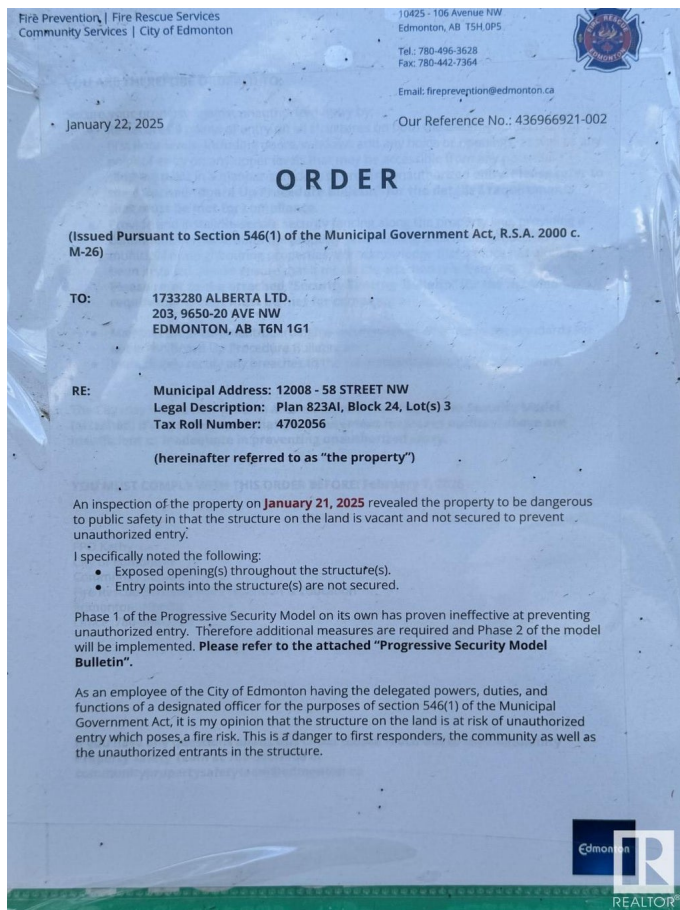 Fire Prevention | Fire Rescue Services
Community Services | City of Edmonton
10425 - 106 Avenue NW
Edmonton, AB T5H 0P5
Tel.: 780-496-3628
Fax: 780-442-7364
Email: fireprevention@edmonton.ca
FIRE RESCUE
EDMONTON
January 22, 2025
Our Reference No.: 436966921-002
ORDER
(Issued Pursuant to Section 546(1) of the Municipal Government Act, R.S.A. 2000 c.
M-26)
TO: 1733280 ALBERTA LTD.
203, 9650-20 AVE NW
EDMONTON, AB T6N 1G1
RE: Municipal Address: 12008 - 58 STREET NW
Legal Description: Plan 823AI, Block 24, Lot(s) 3
Tax Roll Number: 4702056
(hereinafter referred to as “the property”)
An inspection of the property on January 21, 2025 revealed the property to be dangerous
to public safety in that the structure on the land is vacant and not secured to prevent
unauthorized entry.
I specifically noted the following:
• Exposed opening(s) throughout the structure(s).
• Entry points into the structure(s) are not secured.
Phase 1 of the Progressive Security Model on its own has proven ineffective at preventing
unauthorized entry. Therefore additional measures are required and Phase 2 of the model
will be implemented. Please refer to the attached “Progressive Security Model
Bulletin”.
As an employee of the City of Edmonton having the delegated powers, duties, and
functions of a designated officer for the purposes of section 546(1) of the Municipal
Government Act, it is my opinion that the structure on the land is at risk of unauthorized
entry which poses a fire risk. This is a danger to first responders, the community as well as
the unauthorized entrants in the structure.
Edmonton
R
REALTOR®